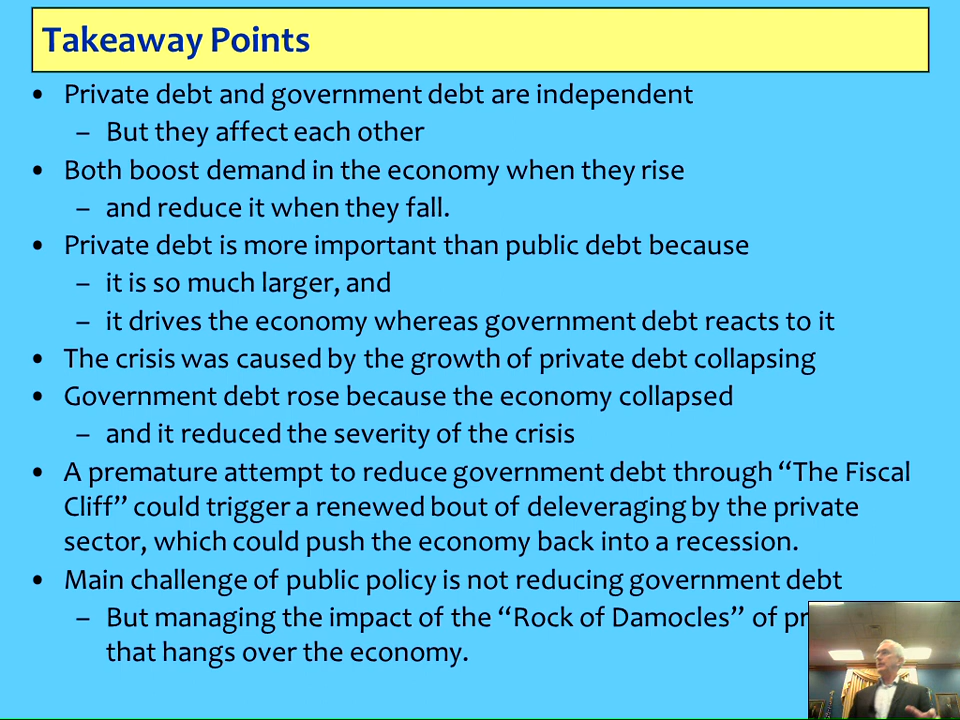 Takeaway Points
• Private debt and government debt are independent
– But they affect each other
• Both boost demand in the economy when they rise
– and reduce it when they fall.
• Private debt is more important than public debt because
– it is so much larger, and
– it drives the economy whereas government debt reacts to it
• The crisis was caused by the growth of private debt collapsing
• Government debt rose because the economy collapsed
– and it reduced the severity of the crisis
• A premature attempt to reduce government debt through “The Fiscal
Cliff” could trigger a renewed bout of deleveraging by the private
sector, which could push the economy back into a recession.
• Main challenge of public policy is not reducing government debt
– But managing the impact of the “Rock of Damocles” of
that hangs over the economy.